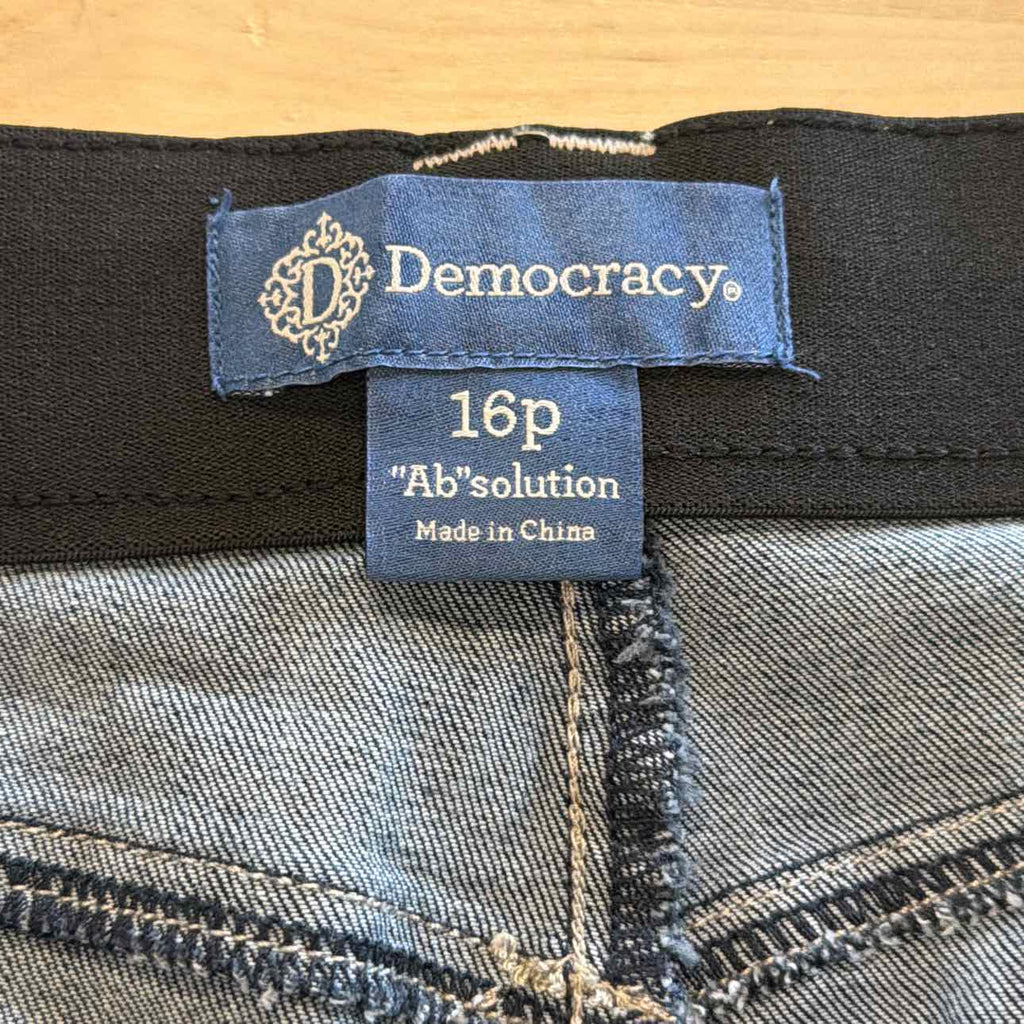 D Democracy®
16p
"Ab"solution
Made in China